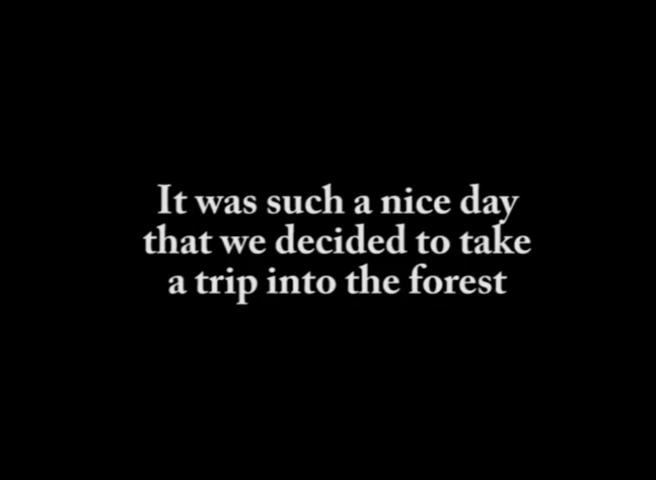 It was such a nice day
that we decided to take
a trip into the forest